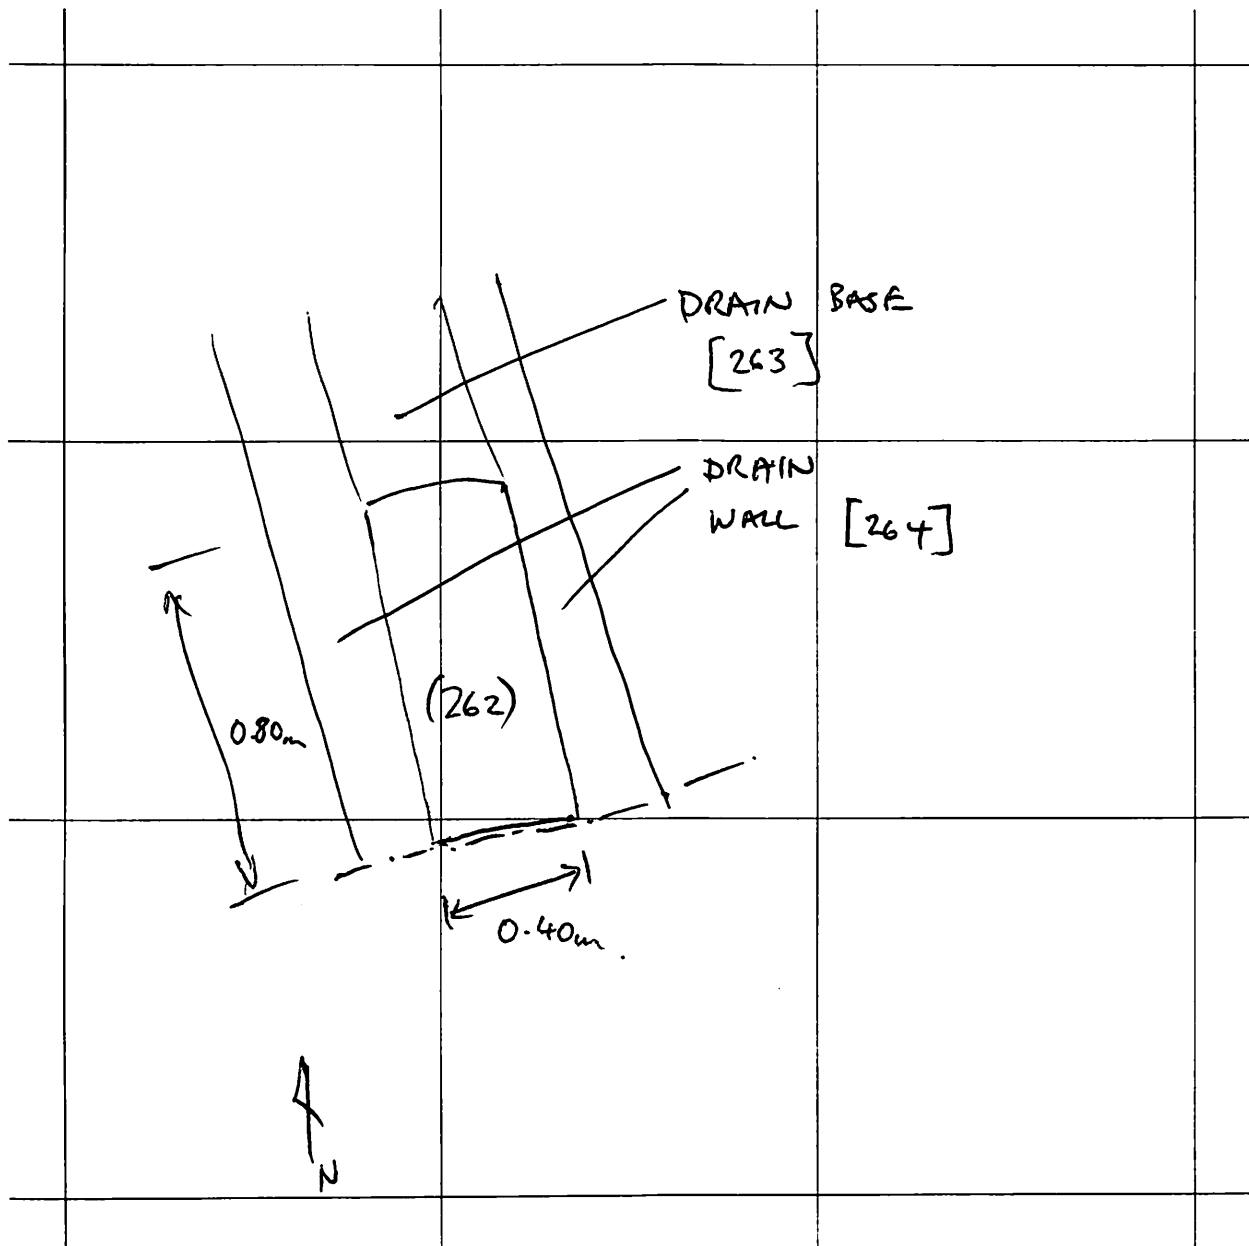 DRAIN BASE
[263]
DRAIN
WALL [264]
(262)
0.80m
0.40m.
N